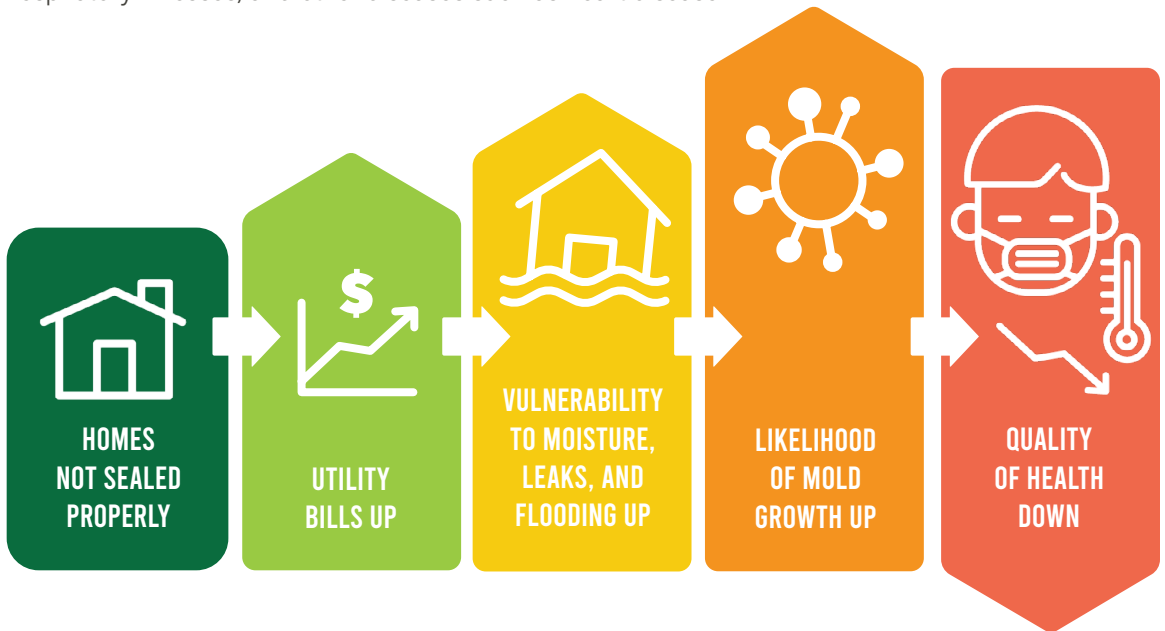 HOMES
NOT SEALED
PROPERLY
$
UTILITY
BILLS UP
VULNERABILITY
TO MOISTURE,
LEAKS, AND
FLOODING UP
LIKELIHOOD
OF MOLD
GROWTH UP
QUALITY
OF HEALTH
DOWN